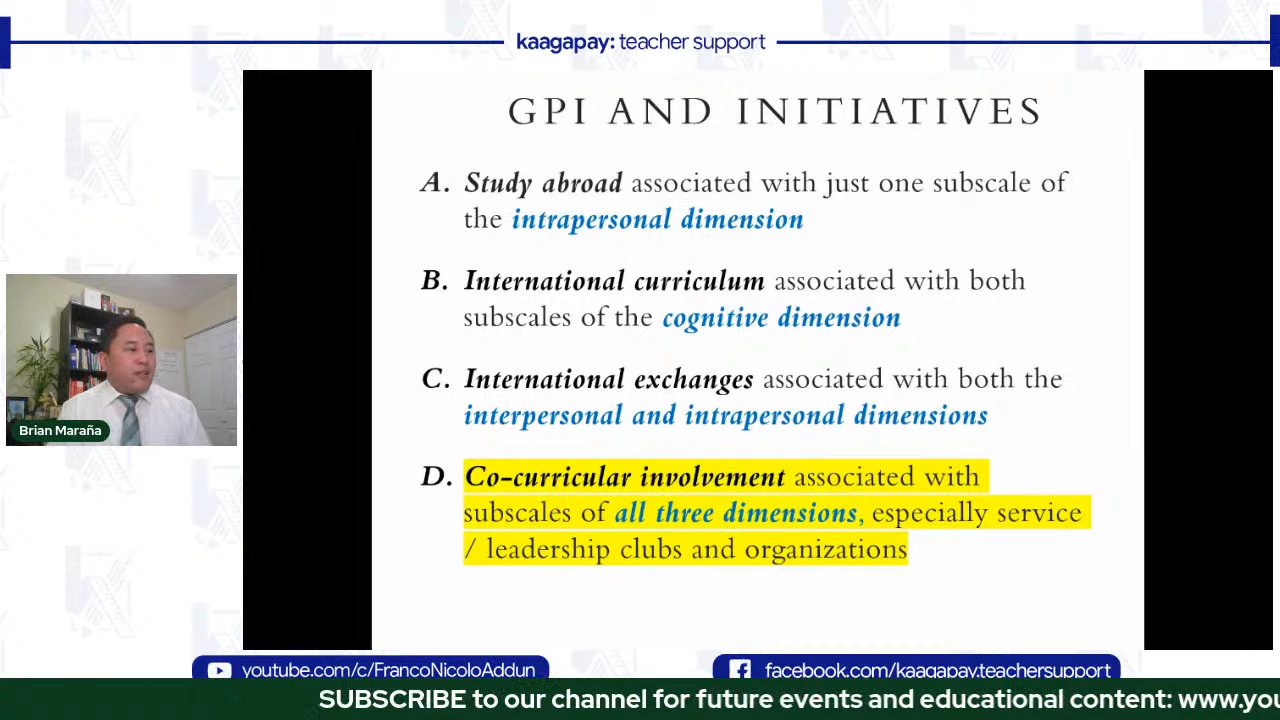 kaagapay: teacher support
GPI AND INITIATIVES
A. Study abroad associated with just one subscale of
the intrapersonal dimension
B. International curriculum associated with both
subscales of the cognitive dimension
C. International exchanges associated with both the
interpersonal and intrapersonal dimensions
D. Co-curricular involvement associated with
subscales of all three dimensions, especially service
/ leadership clubs and organizations
Brian Maraña
youtube.com/c/FrancoNicoloAddun
facebook.com/kaagapay.teachersupport
SUBSCRIBE to our channel for future events and educational content: www.you